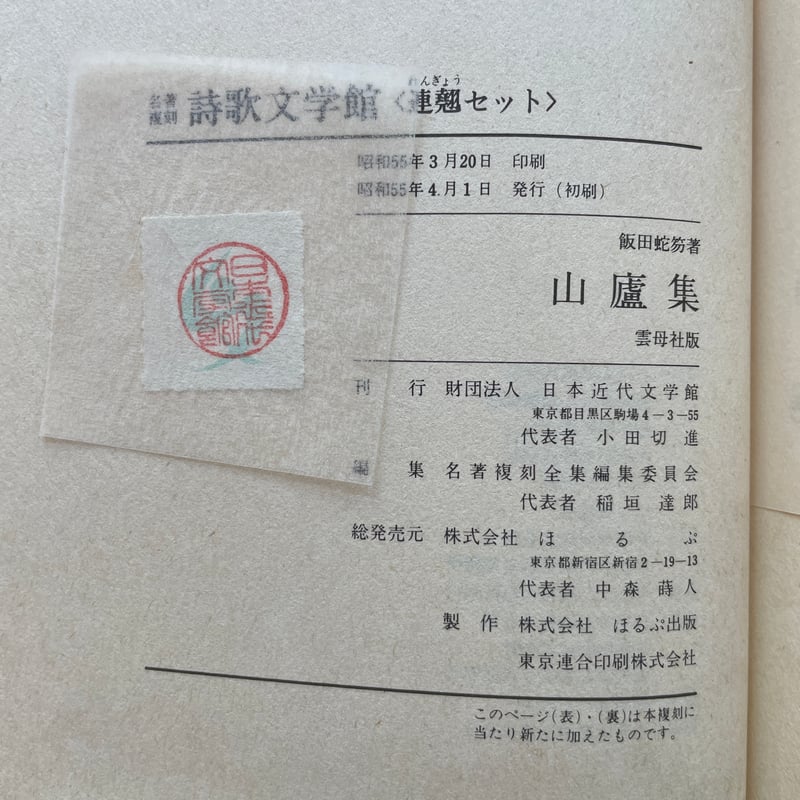 名著複刻 詩歌文学館〈連翹セット〉
んぎょう
昭和55年3月20日 印刷
昭和55年4月1日 発行（初刷）
飯田蛇笏著
山廬集
雲母社版
刊行 財団法人 日本近代文学館
東京都目黒区駒場4－3－55
代表者 小田切進
編集 名著複刻全集編集委員会
代表者 稲垣達郎
総発売元 株式会社ほるぷ
東京都新宿区新宿2－19－13
代表者 中森蒔人
製作 株式会社 ほるぷ出版
東京連合印刷株式会社
このページ（表）・（裏）は本複刻に
当たり新たに加えたものです。
日本近代
文学館